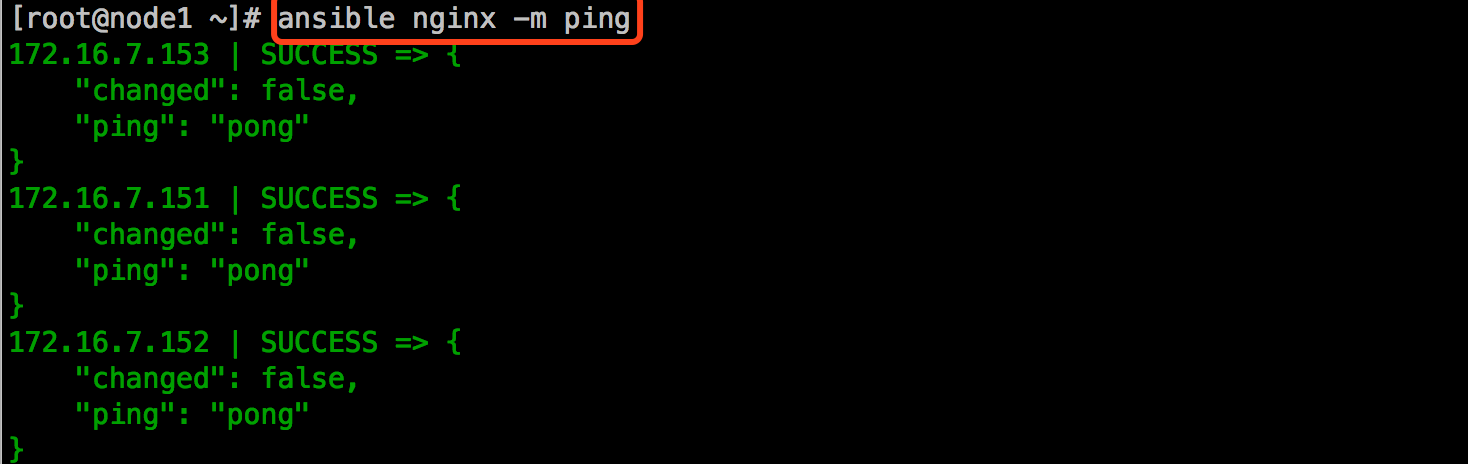 [root@node1 ~]# ansible nginx -m ping
172.16.7.153 | SUCCESS => {
    "changed": false,
    "ping": "pong"
}
172.16.7.151 | SUCCESS => {
    "changed": false,
    "ping": "pong"
}
172.16.7.152 | SUCCESS => {
    "changed": false,
    "ping": "pong"
}